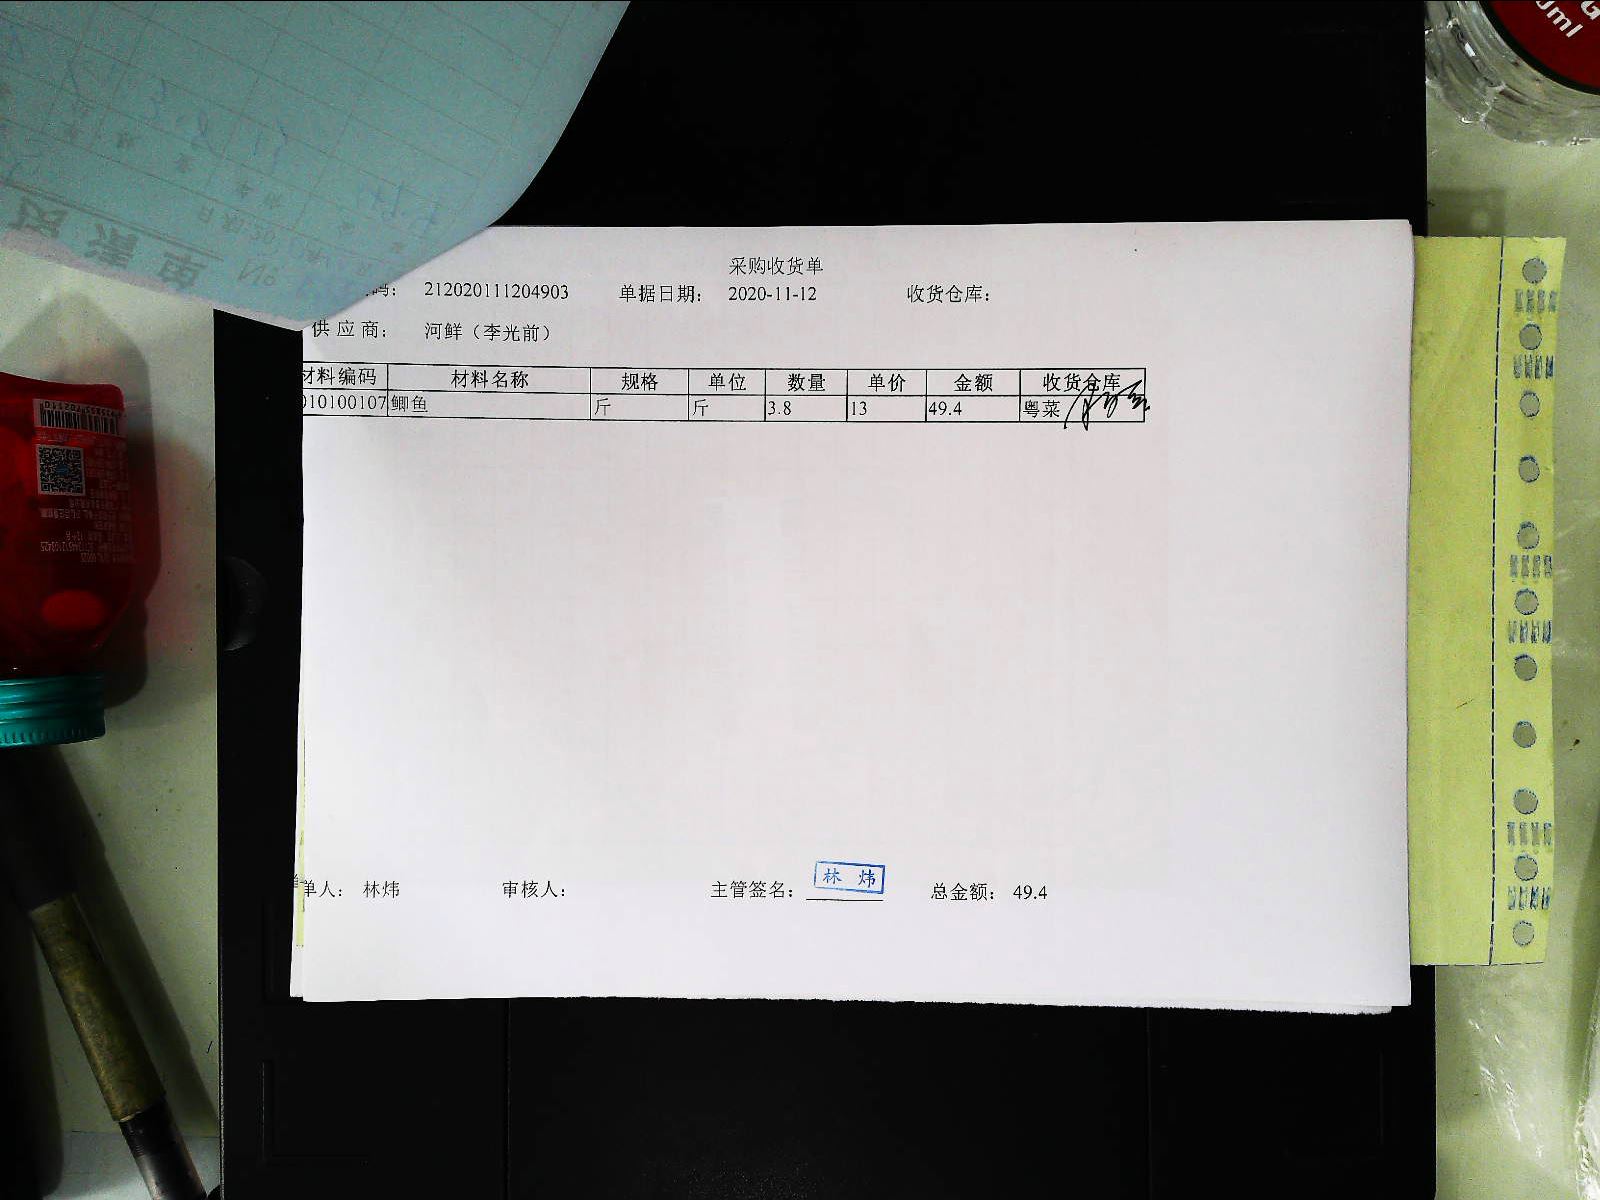 采购收货单
码： 212020111204903 单据日期： 2020-11-12 收货仓库：
供应商： 河鲜（李光前）
材料编码 材料名称 规格 单位 数量 单价 金额 收货仓库
010100107 鲫鱼 斤 斤 3.8 13 49.4 粤菜
单人： 林炜 审核人： 主管签名： 林 炜 总金额： 49.4